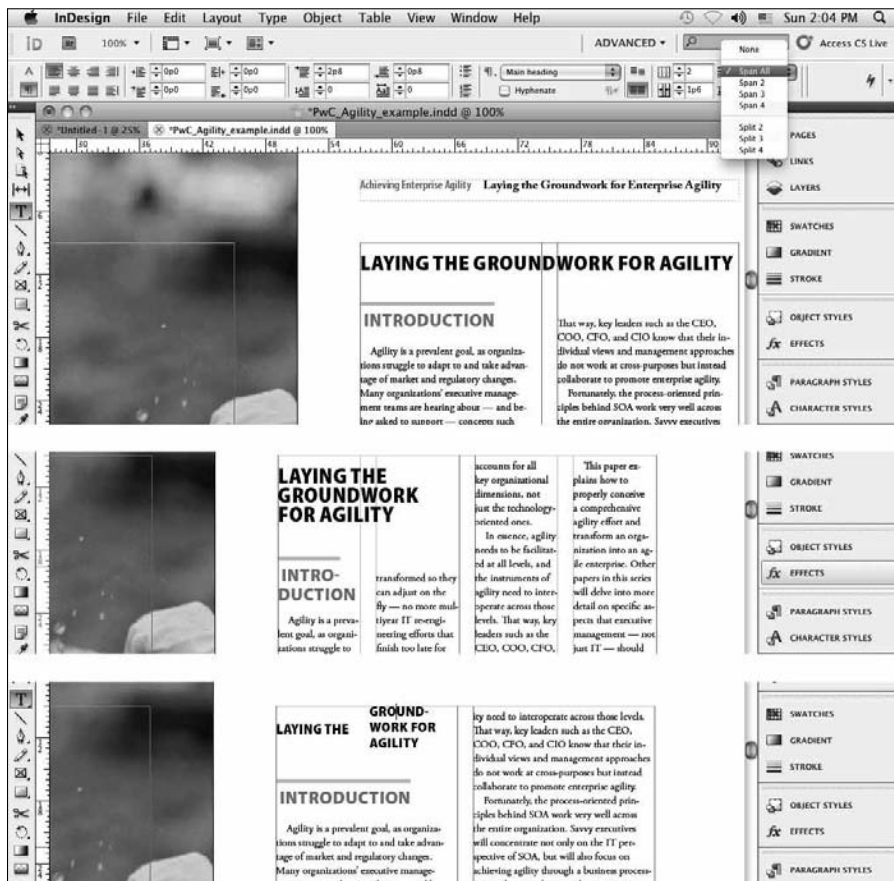 InDesign File Edit Layout Type Object Table View Window Help Sun 2:04 PM
ID Br 100% ADVANCED Access CS Live
None
Span All
Span 2
Span 3
Span 4
Split 2
Split 3
Split 4
A 0p0 0p0 2p8 0p8 Main heading 2
¶ 0p0 0p0 0 0 Hyphenate 1p6
*PwC_Agility_example.indd @ 100%
*Untitled-1 @ 25% *PwC_Agility_example.indd @ 100%
30 36 42 48 54 60 66 72 78 84 90
PAGES
LINKS
LAYERS
SWATCHES
GRADIENT
STROKE
OBJECT STYLES
fx EFFECTS
PARAGRAPH STYLES
CHARACTER STYLES
Achieving Enterprise Agility Laying the Groundwork for Enterprise Agility
LAYING THE GROUNDWORK FOR AGILITY
INTRODUCTION
Agility is a prevalent goal, as organiza-
tions struggle to adapt to and take advan-
tage of market and regulatory changes.
Many organizations' executive manage-
ment teams are hearing about — and be-
ing asked to support — concepts such
That way, key leaders such as the CEO,
COO, CFO, and CIO know that their in-
dividual views and management approaches
do not work at cross-purposes but instead
collaborate to promote enterprise agility.
Fortunately, the process-oriented prin-
ciples behind SOA work very well across
the entire organization. Savvy executives
LAYING THE
GROUNDWORK
FOR AGILITY
INTRO-
DUCTION
Agility is a preva-
lent goal, as organi-
zations struggle to
transformed so they
can adjust on the
fly — no more mul-
tiyear IT re-engi-
neering efforts that
finish too late for
accounts for all
key organizational
dimensions, not
just the technology-
oriented ones.
In essence, agility
needs to be facilitat-
ed at all levels, and
the instruments of
agility need to inter-
operate across those
levels. That way, key
leaders such as the
CEO, COO, CFO,
This paper ex-
plains how to
properly conceive
a comprehensive
agility effort and
transform an orga-
nization into an ag-
ile enterprise. Other
papers in this series
will delve into more
detail on specific as-
pects that executive
management — not
just IT — should
SWATCHES
GRADIENT
STROKE
OBJECT STYLES
fx EFFECTS
PARAGRAPH STYLES
CHARACTER STYLES
LAYING THE
GROUND-
WORK FOR
AGILITY
INTRODUCTION
Agility is a prevalent goal, as organiza-
tions struggle to adapt to and take advan-
tage of market and regulatory changes.
Many organizations' executive manage-
ity need to interoperate across those levels.
That way, key leaders such as the CEO,
COO, CFO, and CIO know that their in-
dividual views and management approaches
do not work at cross-purposes but instead
collaborate to promote enterprise agility.
Fortunately, the process-oriented prin-
ciples behind SOA work very well across
the entire organization. Savvy executives
will concentrate not only on the IT per-
spective of SOA, but will also focus on
achieving agility through a business process-
SWATCHES
GRADIENT
STROKE
OBJECT STYLES
fx EFFECTS
PARAGRAPH STYLES